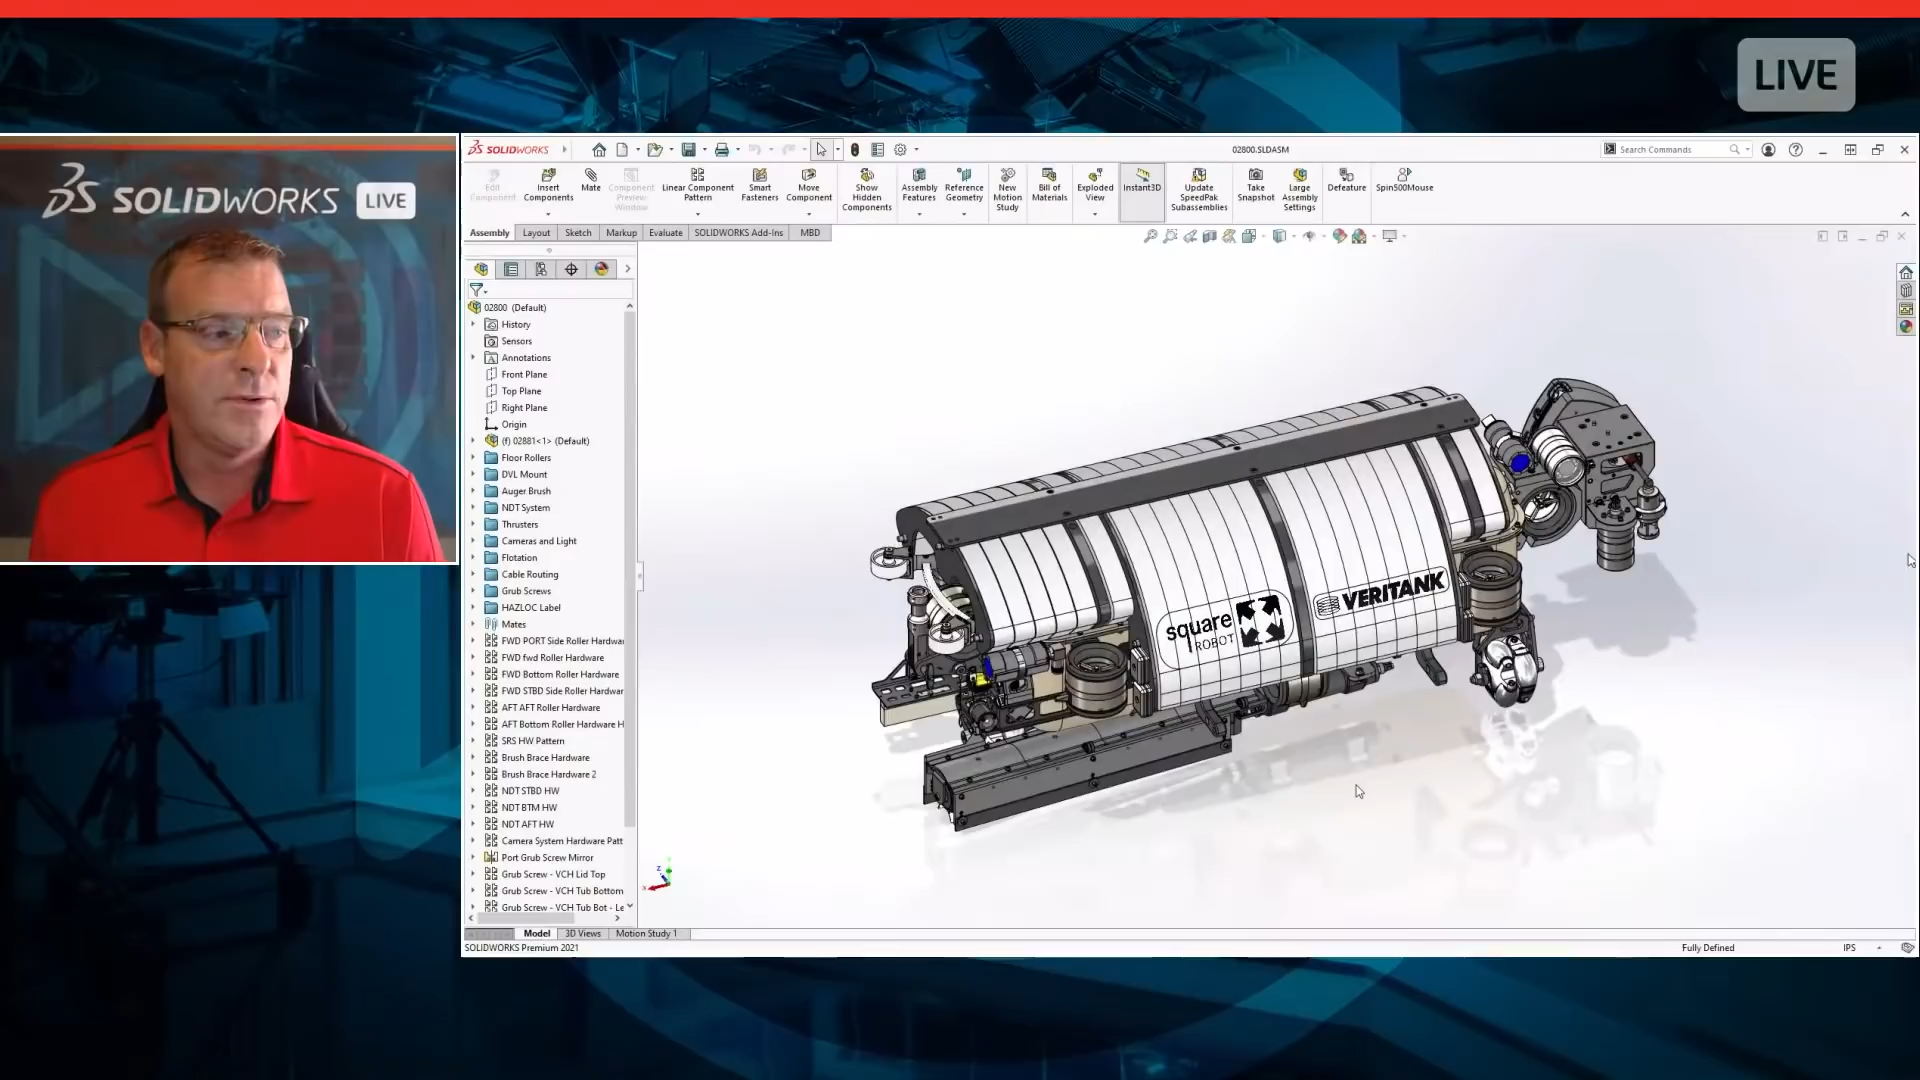 LIVE
SOLIDWORKS LIVE
SOLIDWORKS
02800.SLDASM
Search Commands
Edit Component
Insert Components
Mate
Component Preview Window
Linear Component Pattern
Smart Fasteners
Move Component
Show Hidden Components
Assembly Features
Reference Geometry
New Motion Study
Bill of Materials
Exploded View
Instant3D
Update SpeedPak Subassemblies
Take Snapshot
Large Assembly Settings
Defeature
Spin500Mouse
Assembly
Layout
Sketch
Markup
Evaluate
SOLIDWORKS Add-Ins
MBD
02800 (Default)
History
Sensors
Annotations
Front Plane
Top Plane
Right Plane
Origin
(f) 02881<1> (Default)
Floor Rollers
DVL Mount
Auger Brush
NDT System
Thrusters
Cameras and Light
Flotation
Cable Routing
Grub Screws
HAZLOC Label
Mates
FWD PORT Side Roller Hardwa
FWD fwd Roller Hardware
FWD Bottom Roller Hardware
FWD STBD Side Roller Hardwar
AFT AFT Roller Hardware
AFT Bottom Roller Hardware H
SRS HW Pattern
Brush Brace Hardware
Brush Brace Hardware 2
NDT STBD HW
NDT BTM HW
NDT AFT HW
Camera System Hardware Patt
Port Grub Screw Mirror
Grub Screw - VCH Lid Top
Grub Screw - VCH Tub Bottom
Grub Screw - VCH Tub Bot - Le
square
ROBOT
VERITANK
Model
3D Views
Motion Study 1
SOLIDWORKS Premium 2021
Fully Defined
IPS